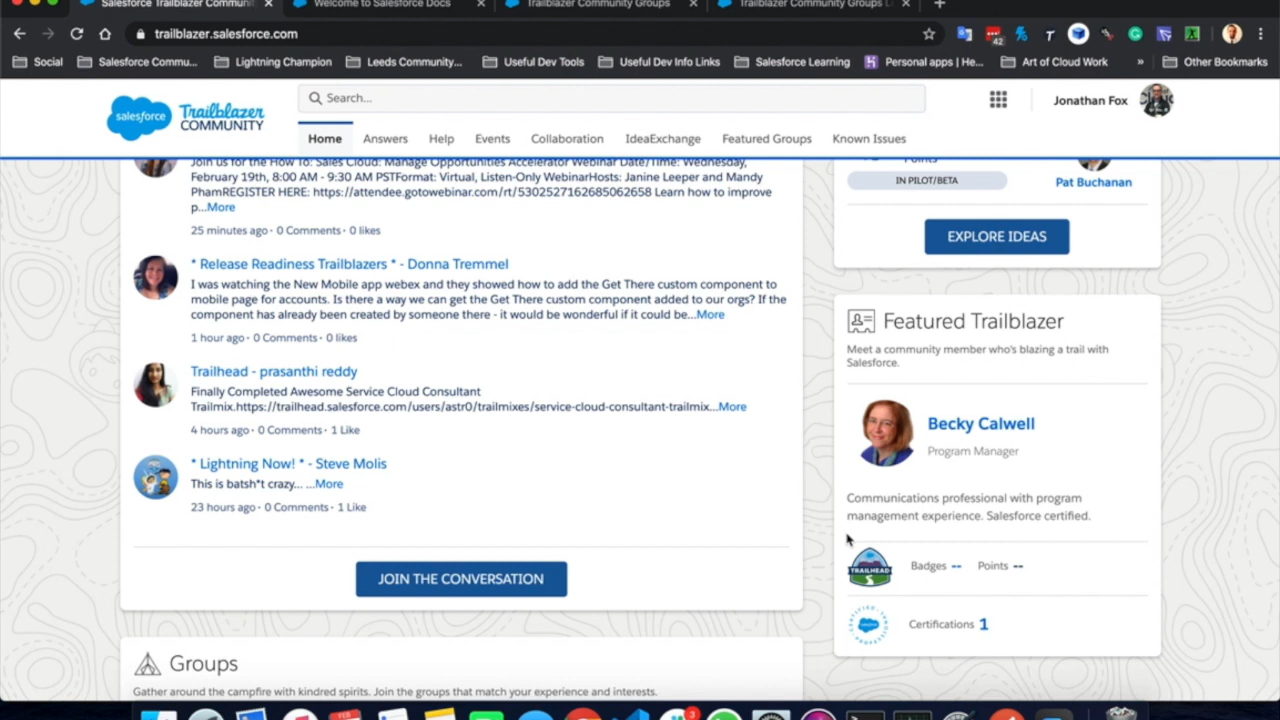 Salesforce Trailblazer Communit
Welcome to Salesforce Docs
Trailblazer Community Groups
Trailblazer Community Groups L
trailblazer.salesforce.com
42
Social
Salesforce Commu...
Lightning Champion
Leeds Community...
Useful Dev Tools
Useful Dev Info Links
Salesforce Learning
Personal apps | He...
Art of Cloud Work
»
Other Bookmarks
salesforce
Trailblazer
COMMUNITY
Search...
Jonathan Fox
Home
Answers
Help
Events
Collaboration
IdeaExchange
Featured Groups
Known Issues
Join us for the How To: Sales Cloud: Manage Opportunities Accelerator Webinar Date/Time: Wednesday,
February 19th, 8:00 AM - 9:30 AM PSTFormat: Virtual, Listen-Only WebinarHosts: Janine Leeper and Mandy
PhamREGISTER HERE: https://attendee.gotowebinar.com/rt/5302527162685062658 Learn how to improve
p...More
25 minutes ago · 0 Comments · 0 likes
* Release Readiness Trailblazers * - Donna Tremmel
I was watching the New Mobile app webex and they showed how to add the Get There custom component to
mobile page for accounts. Is there a way we can get the Get There custom component added to our orgs? If the
component has already been created by someone there - it would be wonderful if it could be...More
1 hour ago · 0 Comments · 0 likes
Trailhead - prasanthi reddy
Finally Completed Awesome Service Cloud Consultant
Trailmix.https://trailhead.salesforce.com/users/astr0/trailmixes/service-cloud-consultant-trailmix...More
4 hours ago · 0 Comments · 1 Like
* Lightning Now! * - Steve Molis
This is batsh*t crazy... ...More
23 hours ago · 0 Comments · 1 Like
JOIN THE CONVERSATION
Groups
Gather around the campfire with kindred spirits. Join the groups that match your experience and interests.
Points
IN PILOT/BETA
Pat Buchanan
EXPLORE IDEAS
Featured Trailblazer
Meet a community member who's blazing a trail with
Salesforce.
Becky Calwell
Program Manager
Communications professional with program
management experience. Salesforce certified.
TRAILHEAD
Badges -- Points --
Certifications 1
FEB
3